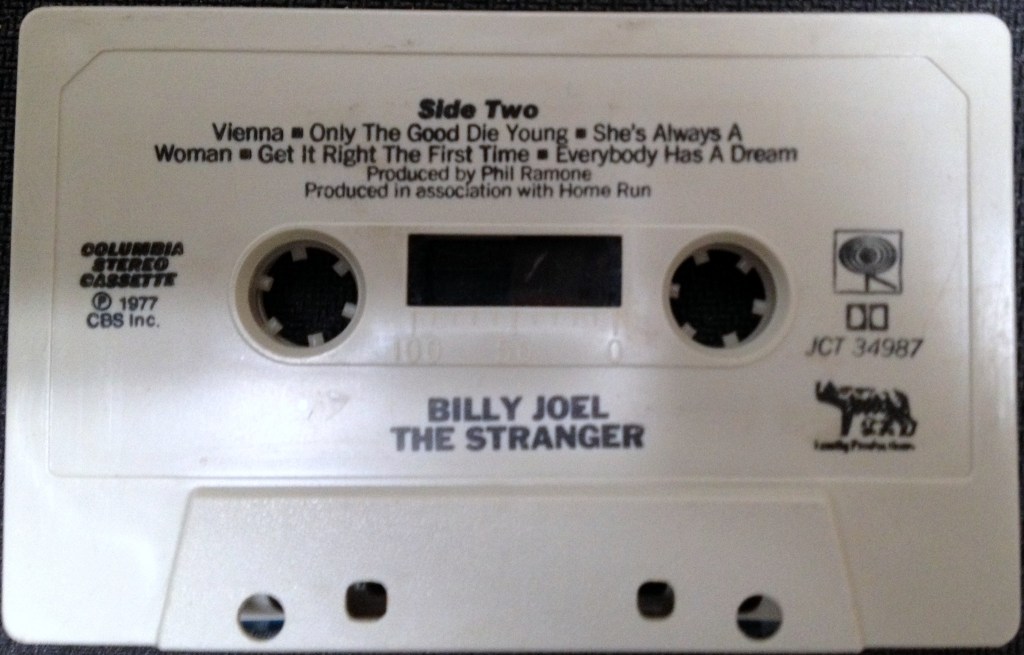 Side Two
Vienna ■ Only The Good Die Young ■ She's Always A
Woman ■ Get It Right The First Time ■ Everybody Has A Dream
Produced by Phil Ramone
Produced in association with Home Run
COLUMBIA
STEREO
CASSETTE
℗ 1977
CBS Inc.
100 50 0
JCT 34987
BILLY JOEL
THE STRANGER